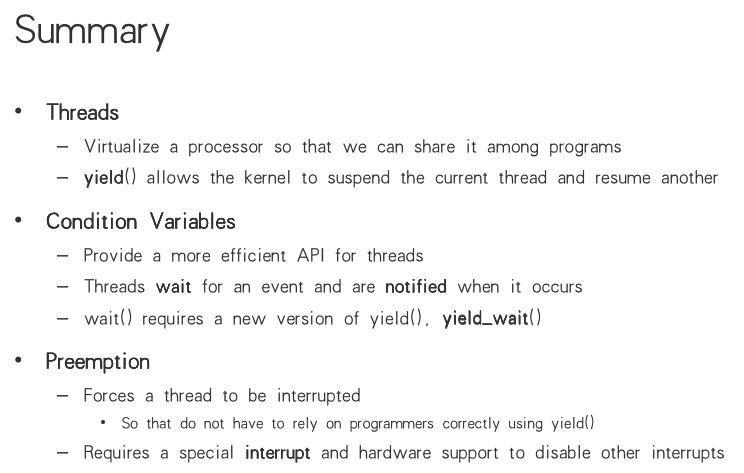 Summary
• Threads
– Virtualize a processor so that we can share it among programs
– yield() allows the kernel to suspend the current thread and resume another
• Condition Variables
– Provide a more efficient API for threads
– Threads wait for an event and are notified when it occurs
– wait() requires a new version of yield(), yield_wait()
• Preemption
– Forces a thread to be interrupted
• So that do not have to rely on programmers correctly using yield()
– Requires a special interrupt and hardware support to disable other interrupts